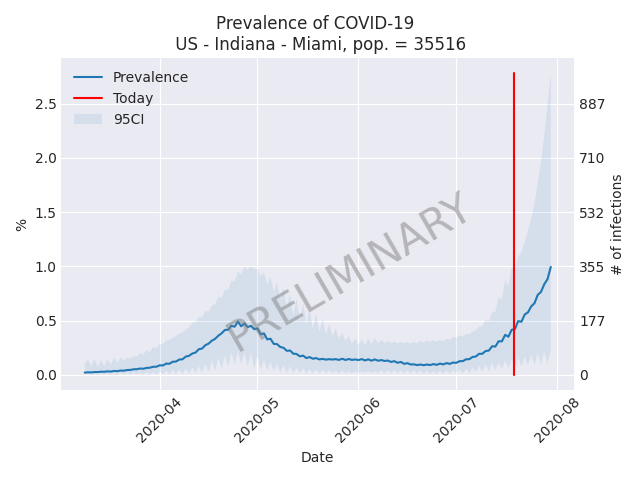 Prevalence of COVID-19
US - Indiana - Miami, pop. = 35516
Prevalence
Today
95CI
2.5
2.0
1.5
1.0
0.5
0.0
%
887
710
532
355
177
0
# of infections
PRELIMINARY
2020-04
2020-05
2020-06
2020-07
2020-08
Date